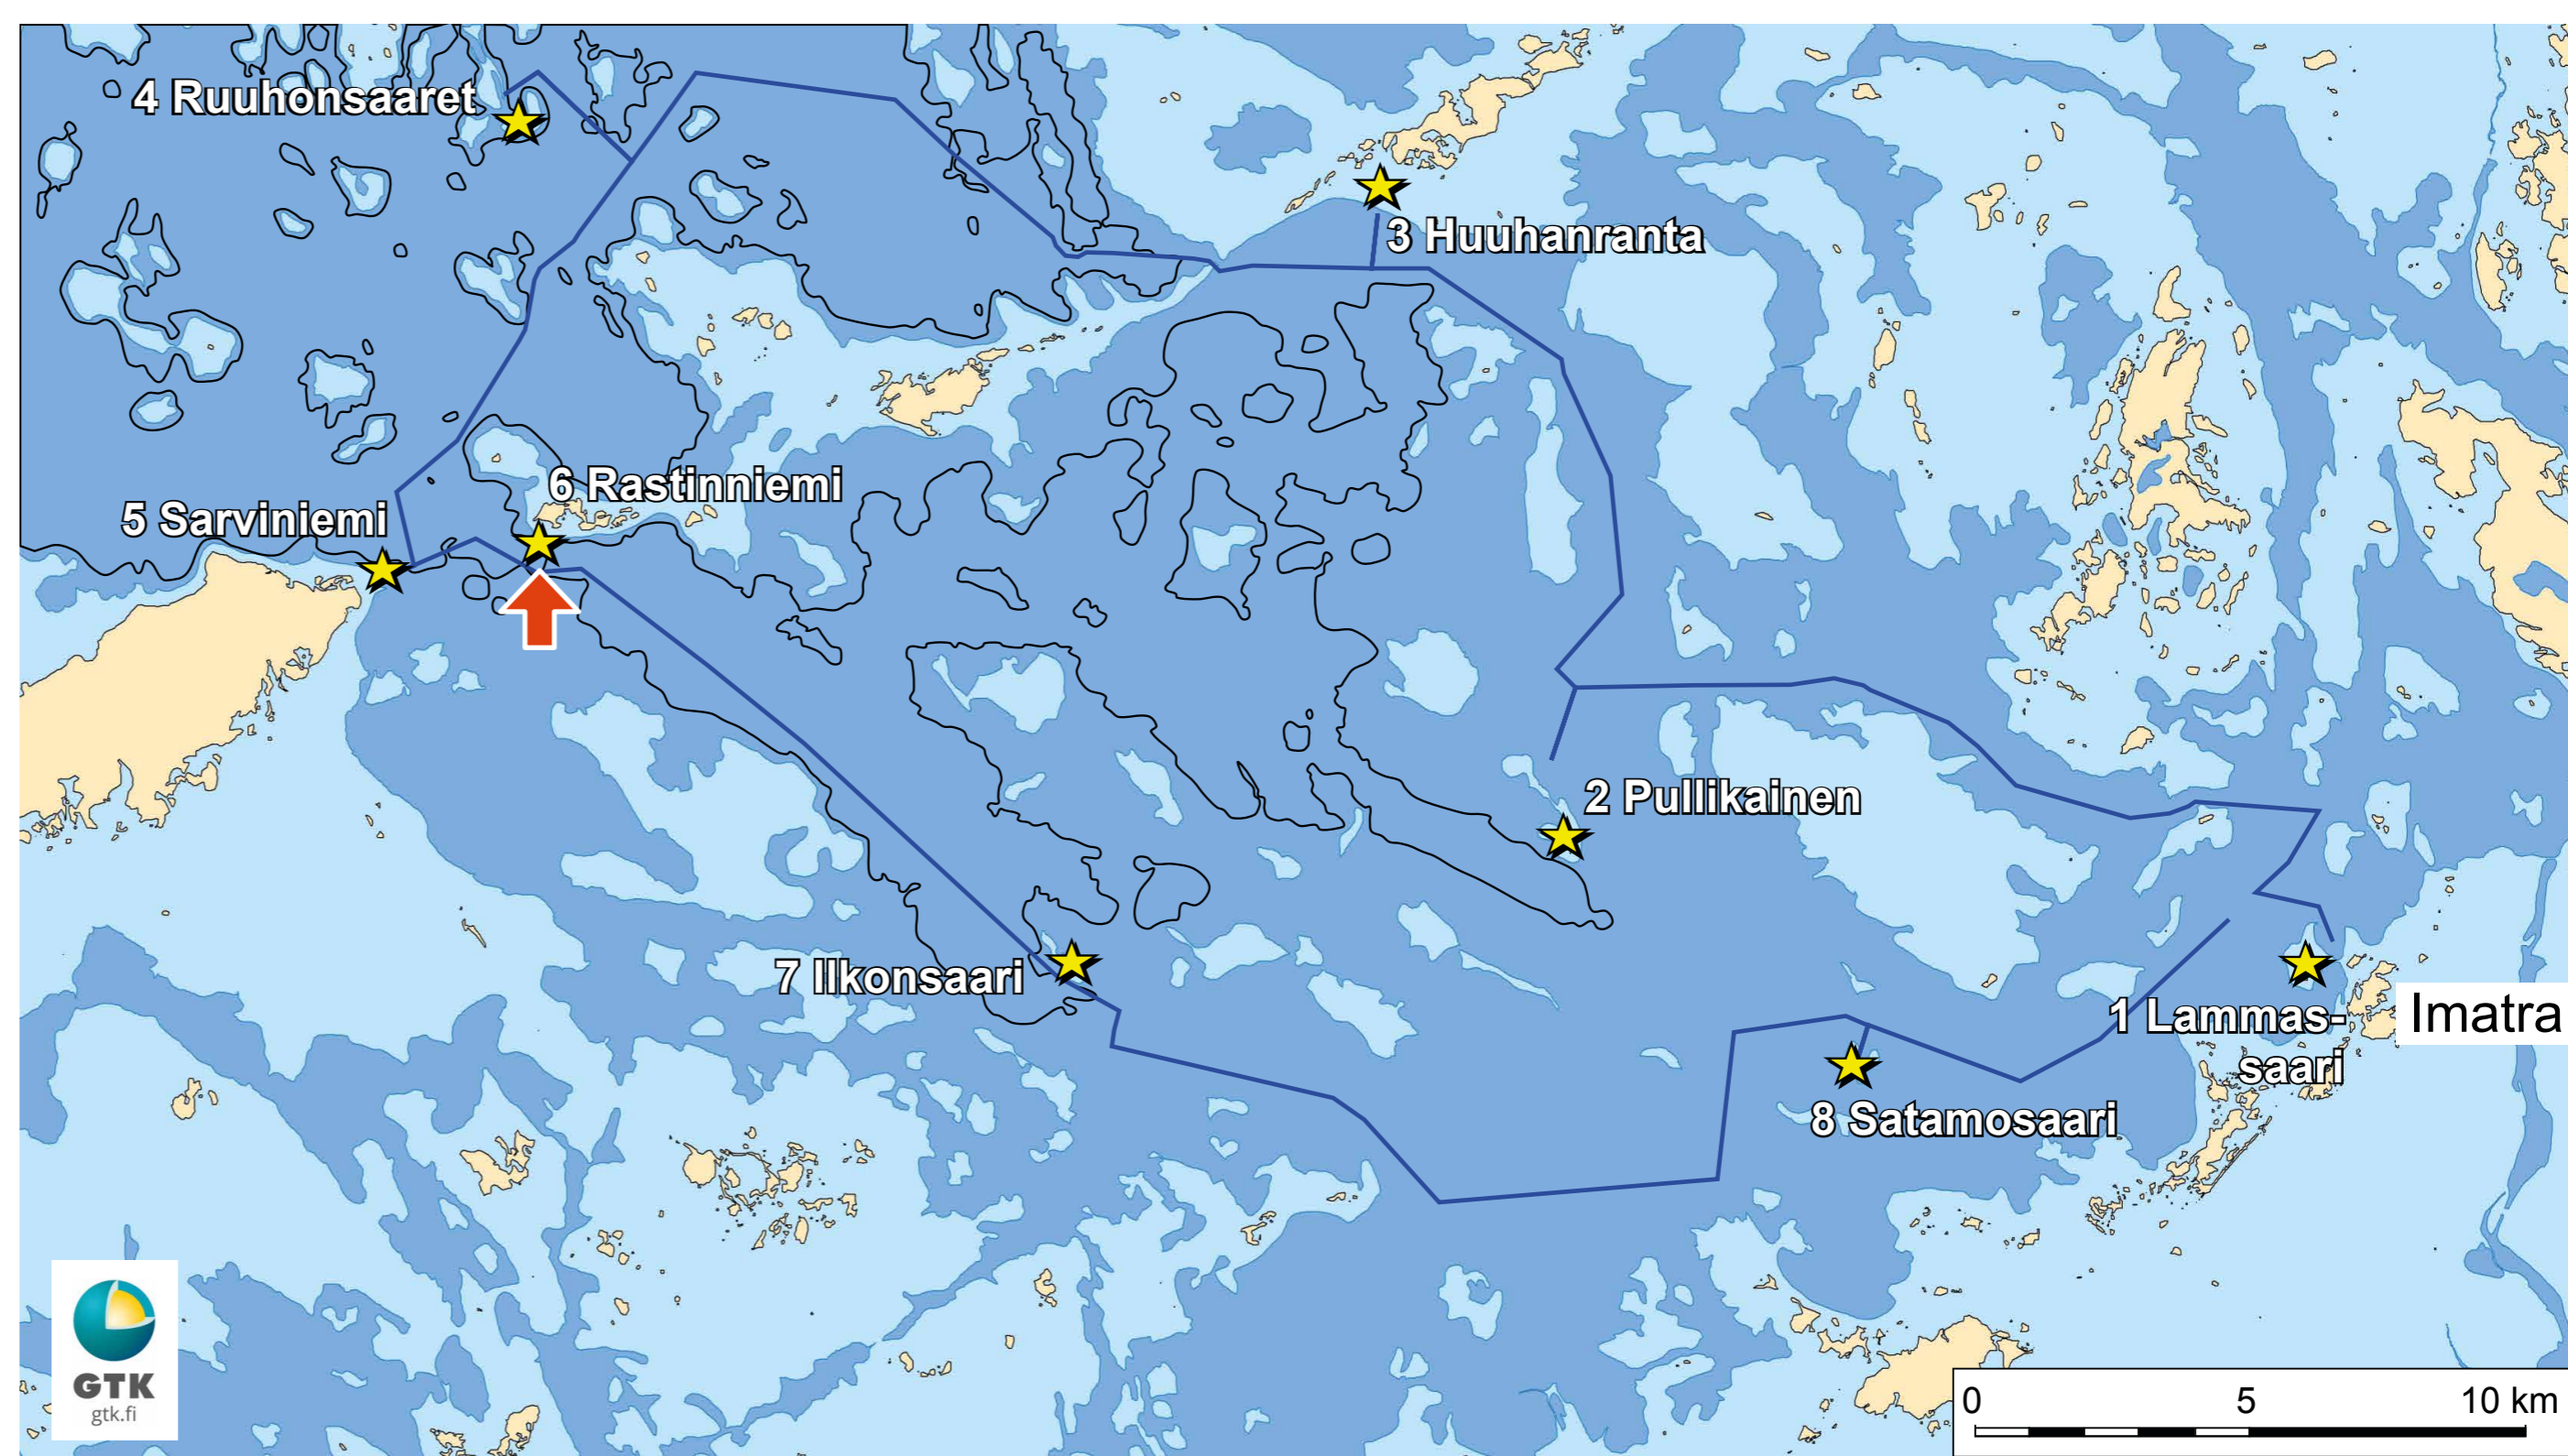 4 Ruuhonsaaret
3 Huuhanranta
6 Rastinniemi
5 Sarviniemi
2 Pullikainen
7 Ilkonsaari
1 Lammas-
saari
Imatra
8 Satamosaari
GTK
gtk.fi
0 5 10 km